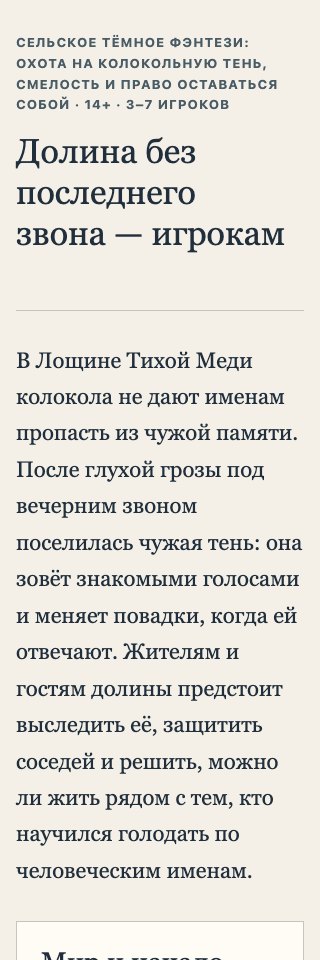 СЕЛЬСКОЕ ТЁМНОЕ ФЭНТЕЗИ:
ОХОТА НА КОЛОКОЛЬНУЮ ТЕНЬ,
СМЕЛОСТЬ И ПРАВО ОСТАВАТЬСЯ
СОБОЙ · 14+ · 3–7 ИГРОКОВ
Долина без
последнего
звона — игрокам
В Лощине Тихой Меди
колокола не дают именам
пропасть из чужой памяти.
После глухой грозы под
вечерним звоном
поселилась чужая тень: она
зовёт знакомыми голосами
и меняет повадки, когда ей
отвечают. Жителям и
гостям долины предстоит
выследить её, защитить
соседей и решить, можно
ли жить рядом с тем, кто
научился голодать по
человеческим именам.
Мир и начало